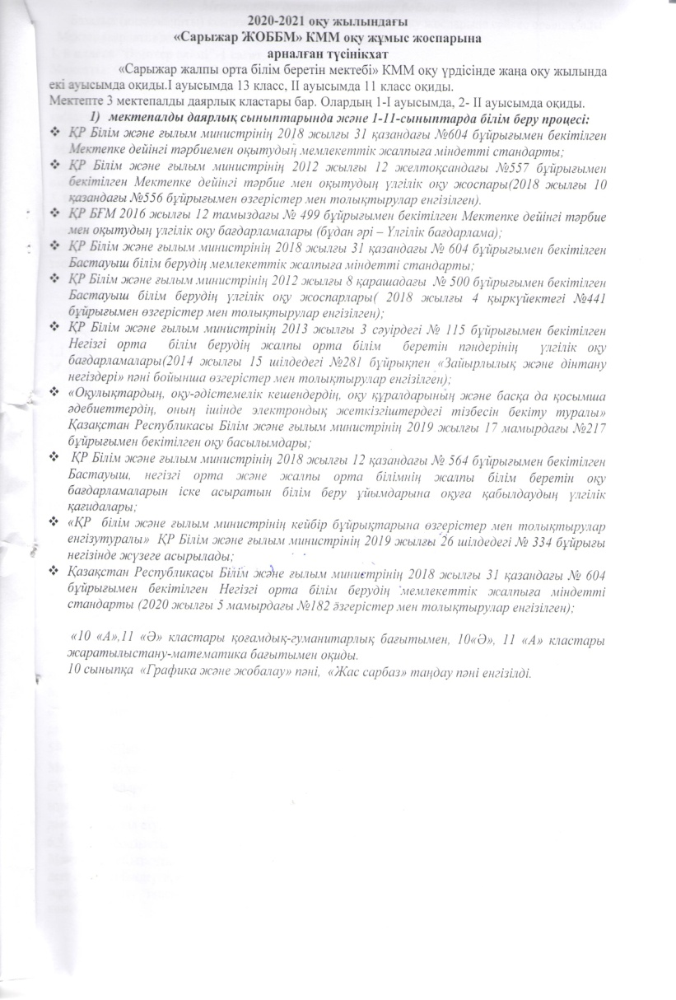 2020-2021 оқу жылындағы
«Сарыжар ЖОББМ» КММ оқу жұмыс жоспарына
арналған түсінікхат
«Сарыжар жалпы орта білім беретін мектебі» КММ оқу үрдісінде жаңа оқу жылында
екі ауысымда оқиды.I ауысымда 13 класс, II ауысымда 11 класс оқиды.
Мектепте 3 мектепалды даярлық кластары бар. Олардың 1-I ауысымда, 2- II ауысымда оқиды.
1) мектепалды даярлық сыныптарында және 1-11-сыныптарда білім беру процесі:
❖ ҚР Білім және ғылым министрінің 2018 жылғы 31 қазандағы №604 бұйрығымен бекітілген
Мектепке дейінгі тәрбиемен оқытудың мемлекеттік жалпыға міндетті стандарты;
❖ ҚР Білім және ғылым министрінің 2012 жылғы 12 желтоқсандағы №557 бұйрығымен
бекітілген Мектепке дейінгі тәрбие мен оқытудың үлгілік оқу жоспары(2018 жылғы 10
қазандағы №556 бұйрығымен өзгерістер мен толықтырулар енгізілген).
❖ ҚР БҒМ 2016 жылғы 12 тамыздағы № 499 бұйрығымен бекітілген Мектепке дейінгі тәрбие
мен оқытудың үлгілік оқу бағдарламалары (бұдан әрі – Үлгілік бағдарлама);
❖ ҚР Білім және ғылым министрінің 2018 жылғы 31 қазандағы № 604 бұйрығымен бекітілген
Бастауыш білім берудің мемлекеттік жалпыға міндетті стандарты;
❖ ҚР Білім және ғылым министрінің 2012 жылғы 8 қарашадағы № 500 бұйрығымен бекітілген
Бастауыш білім берудің үлгілік оқу жоспарлары( 2018 жылғы 4 қыркүйектегі №441
бұйрығымен өзгерістер мен толықтырулар енгізілген);
❖ ҚР Білім және ғылым министрінің 2013 жылғы 3 сәуірдегі № 115 бұйрығымен бекітілген
Негізгі орта білім берудің жалпы орта білім беретін пәндерінің үлгілік оқу
бағдарламалары(2014 жылғы 15 шілдедегі №281 бұйрықпен «Зайырлылық және дінтану
негіздері» пәні бойынша өзгерістер мен толықтырулар енгізілген);
❖ «Оқулықтардың, оқу-әдістемелік кешендердің, оқу құралдарының және басқа да қосымша
әдебиеттердің, оның ішінде электрондық жеткізгіштердегі тізбесін бекіту туралы»
Қазақстан Республикасы Білім және ғылым министрінің 2019 жылғы 17 мамырдағы №217
бұйрығымен бекітілген оқу басылымдары;
❖ ҚР Білім және ғылым министрінің 2018 жылғы 12 қазандағы № 564 бұйрығымен бекітілген
Бастауыш, негізгі орта және жалпы орта білімнің жалпы білім беретін оқу
бағдарламаларын іске асыратын білім беру ұйымдарына оқуға қабылдаудың үлгілік
қағидалары;
❖ «ҚР білім және ғылым министрінің кейбір бұйрықтарына өзгерістер мен толықтырулар
енгізутуралы» ҚР Білім және ғылым министрінің 2019 жылғы 26 шілдедегі № 334 бұйрығы
негізінде жүзеге асырылады;
❖ Қазақстан Республикасы Білім және ғылым министрінің 2018 жылғы 31 қазандағы № 604
бұйрығымен бекітілген Негізгі орта білім берудің мемлекеттік жалпыға міндетті
стандарты (2020 жылғы 5 мамырдағы №182 өзгерістер мен толықтырулар енгізілген);
«10 «А»,11 «Ә» кластары қоғамдық-гуманитарлық бағытымен, 10«Ә», 11 «А» кластары
жаратылыстану-математика бағытымен оқиды.
10 сыныпқа «Графика және жобалау» пәні, «Жас сарбаз» таңдау пәні енгізілді.